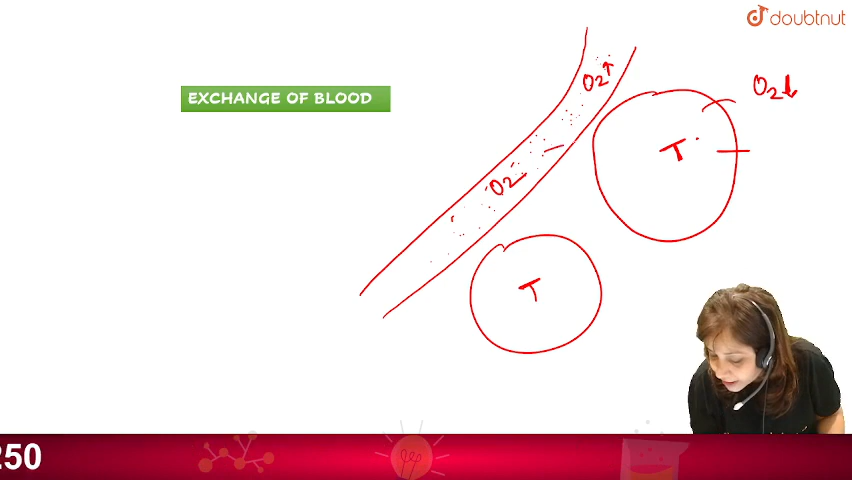 doubtnut
EXCHANGE OF BLOOD
O2↑
O2↓
O2
T
T
250